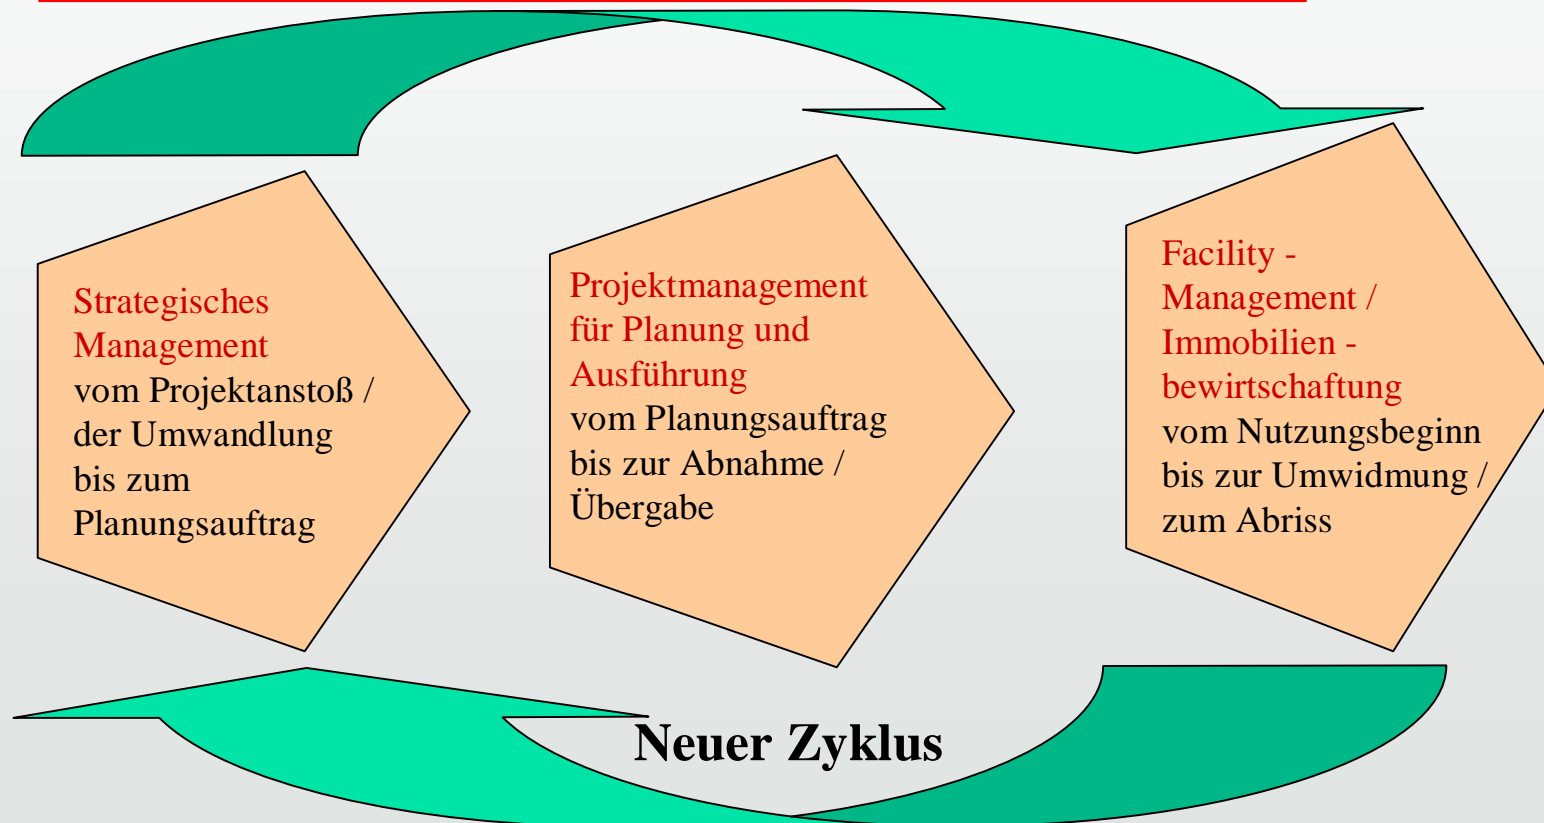 Strategisches
Management
vom Projektanstoß /
der Umwandlung
bis zum
Planungsauftrag
Projektmanagement
für Planung und
Ausführung
vom Planungsauftrag
bis zur Abnahme /
Übergabe
Facility -
Management /
Immobilien -
bewirtschaftung
vom Nutzungsbeginn
bis zur Umwidmung /
zum Abriss
Neuer Zyklus